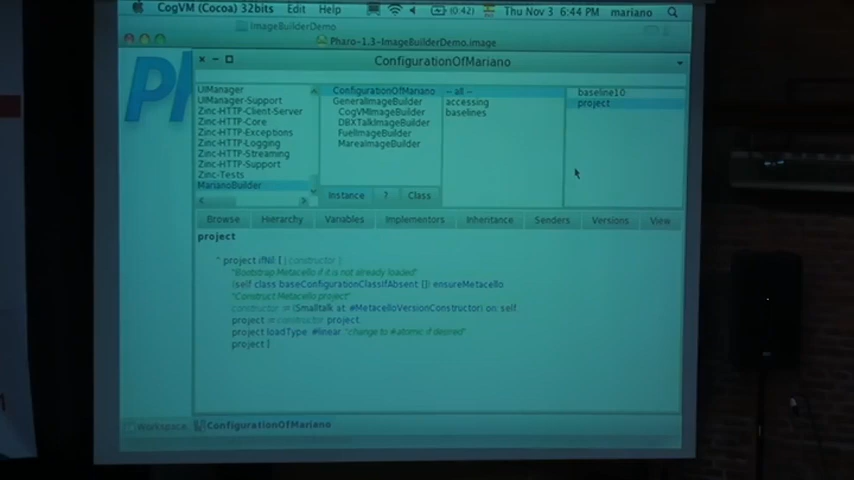 CogVM (Cocoa) 32bits Edit Help (0:42) Thu Nov 3 6:44 PM mariano
ImageBuilderDemo
Pharo-1.3-ImageBuilderDemo.image
ConfigurationOfMariano
Ph
UIManager
UIManager-Support
Zinc-HTTP-Client-Server
Zinc-HTTP-Core
Zinc-HTTP-Exceptions
Zinc-HTTP-Logging
Zinc-HTTP-Streaming
Zinc-HTTP-Support
Zinc-Tests
MarianoBuilder
ConfigurationOfMariano
GeneralImageBuilder
CogVMImageBuilder
DBXTalkImageBuilder
FuelImageBuilder
MareaImageBuilder
Instance ? Class
-- all --
accessing
baselines
baseline10
project
Browse Hierarchy Variables Implementors Inheritance Senders Versions View
project
^ project ifNil: [ | constructor |
"Bootstrap Metacello if it is not already loaded"
(self class baseConfigurationClassIfAbsent: []) ensureMetacello.
"Construct Metacello project"
constructor := (Smalltalk at: #MetacelloVersionConstructor) on: self.
project := constructor project.
project loadType: #linear. "change to #atomic if desired"
project ]
Workspace ConfigurationOfMariano